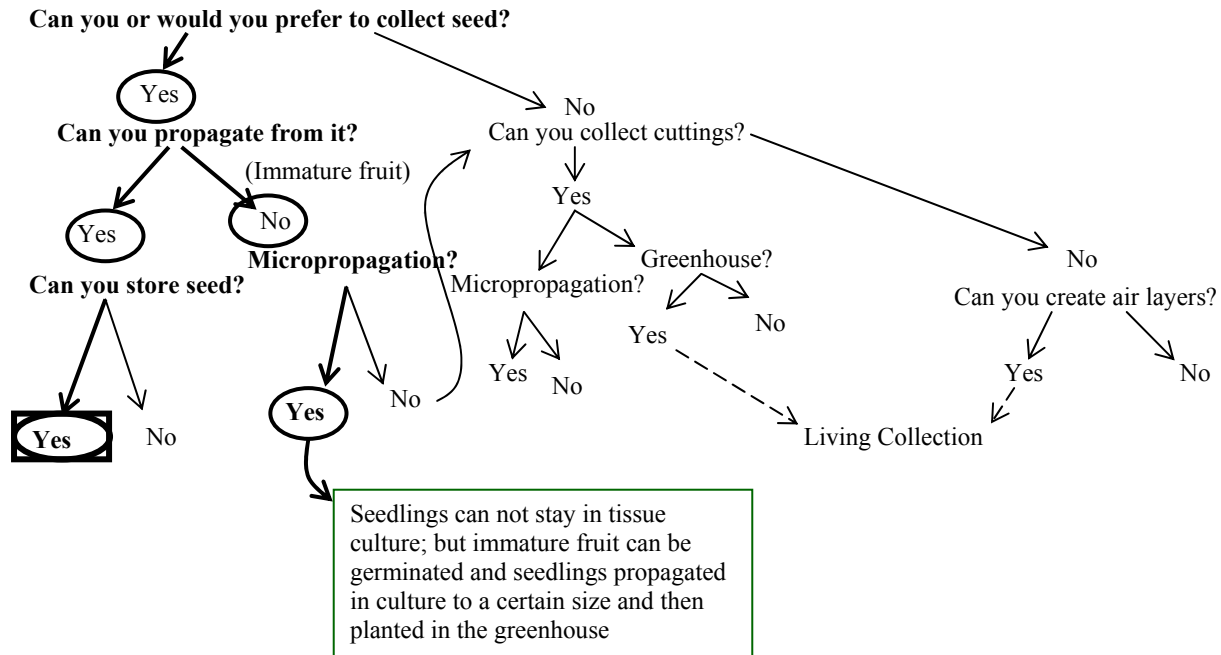 Can you or would you prefer to collect seed?
Yes
No
Can you propagate from it?
Can you collect cuttings?
(Immature fruit)
Yes
Yes
No
Micropropagation?
Greenhouse?
No
Can you store seed?
Micropropagation?
Can you create air layers?
Yes
No
Yes
No
Yes
No
Yes
No
Yes
No
Living Collection
Seedlings can not stay in tissue
culture; but immature fruit can be
germinated and seedlings propagated
in culture to a certain size and then
planted in the greenhouse